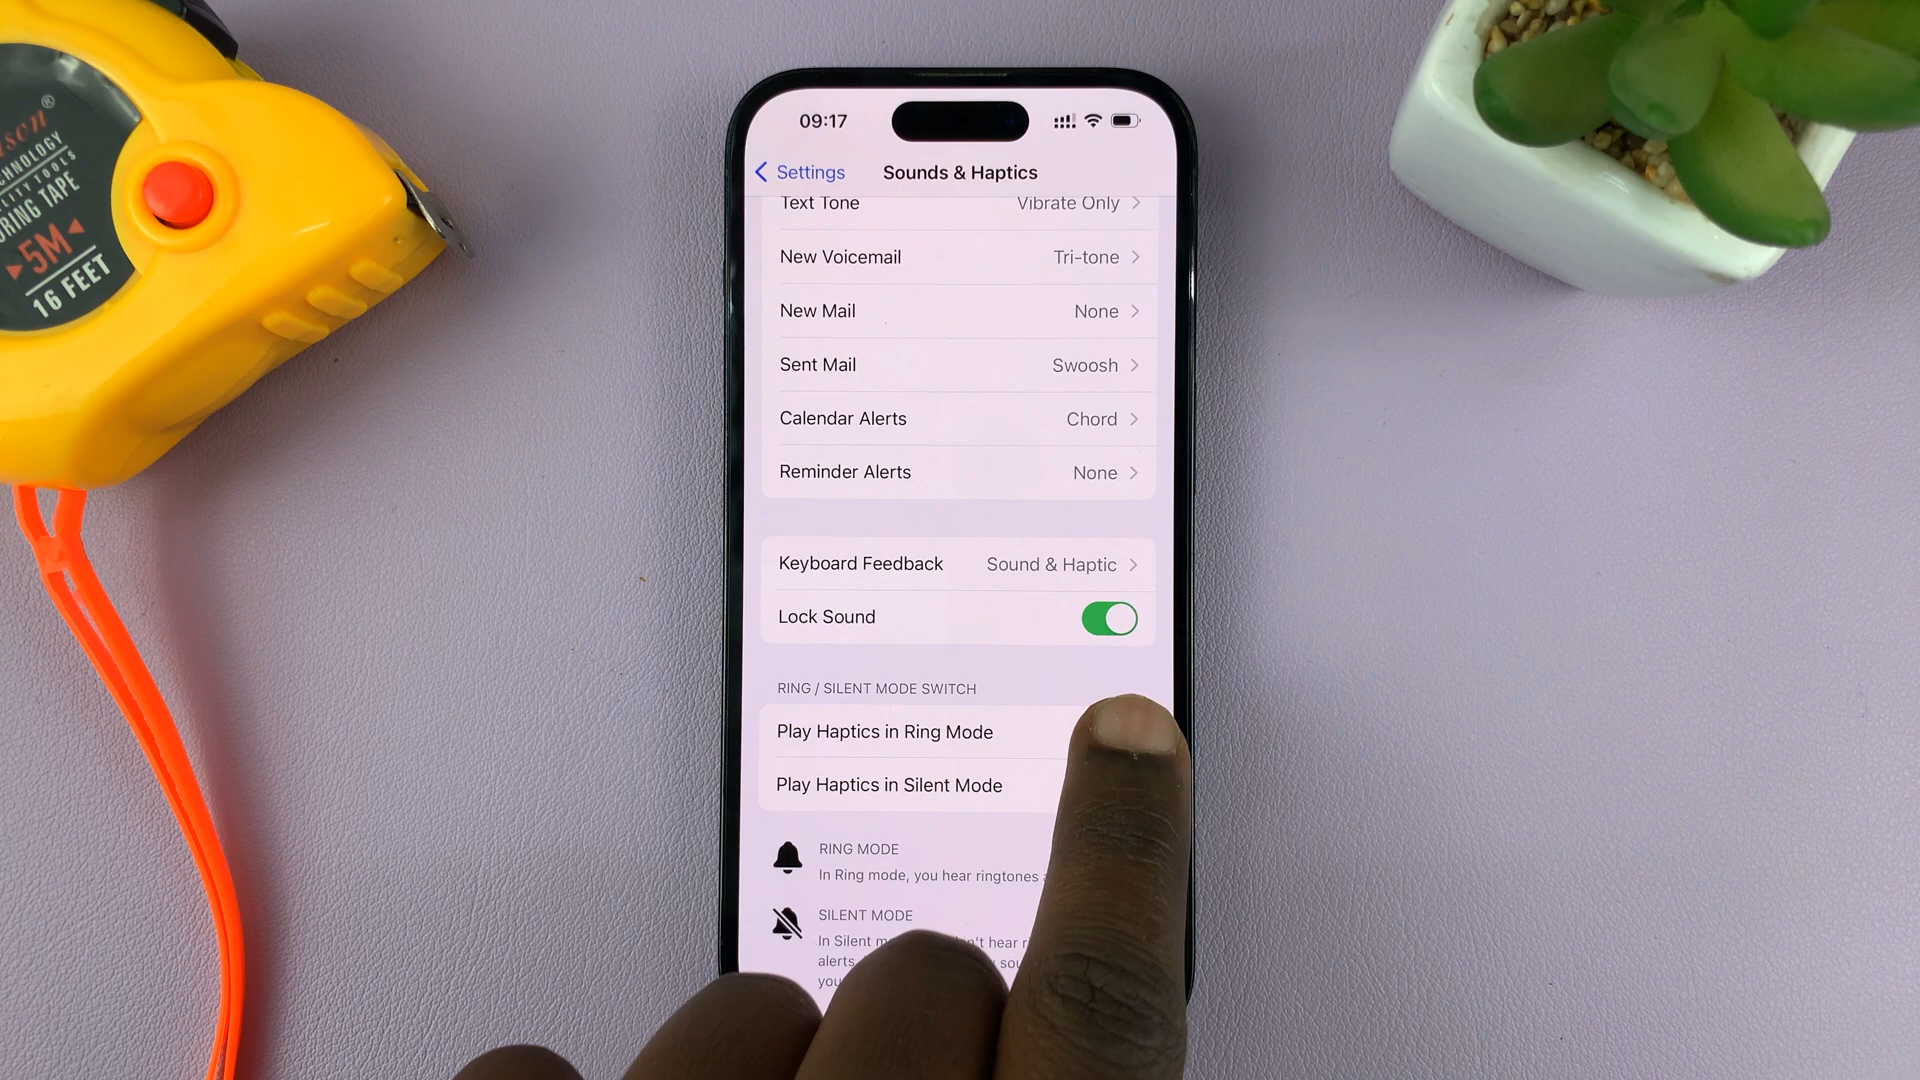 5M
16 FEET
09:17
Settings
Sounds & Haptics
Text Tone Vibrate Only
New Voicemail Tri-tone
New Mail None
Sent Mail Swoosh
Calendar Alerts Chord
Reminder Alerts None
Keyboard Feedback Sound & Haptic
Lock Sound
RING / SILENT MODE SWITCH
Play Haptics in Ring Mode
Play Haptics in Silent Mode
RING MODE
In Ring mode, you hear ringtones
SILENT MODE
In Silent hear
alerts.